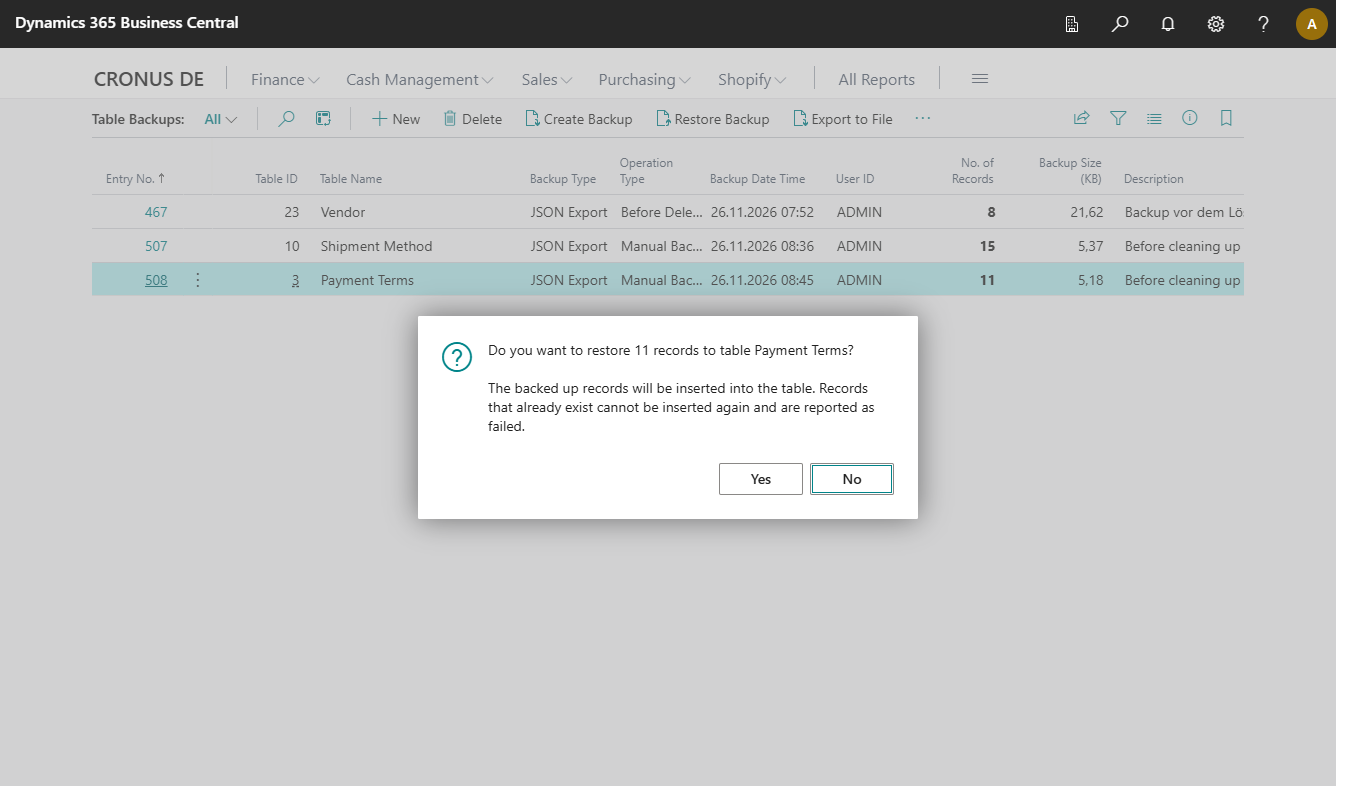 Dynamics 365 Business Central
A
CRONUS DE
Finance
Cash Management
Sales
Purchasing
Shopify
All Reports
Table Backups:
All
New
Delete
Create Backup
Restore Backup
Export to File
Entry No. ↑
Table ID
Table Name
Backup Type
Operation Type
Backup Date Time
User ID
No. of Records
Backup Size (KB)
Description
467 23 Vendor JSON Export Before Dele... 26.11.2026 07:52 ADMIN 8 21,62 Backup vor dem Lö
507 10 Shipment Method JSON Export Manual Bac... 26.11.2026 08:36 ADMIN 15 5,37 Before cleaning up
508 3 Payment Terms JSON Export Manual Bac... 26.11.2026 08:45 ADMIN 11 5,18 Before cleaning up
Do you want to restore 11 records to table Payment Terms?
The backed up records will be inserted into the table. Records
that already exist cannot be inserted again and are reported as
failed.
Yes
No